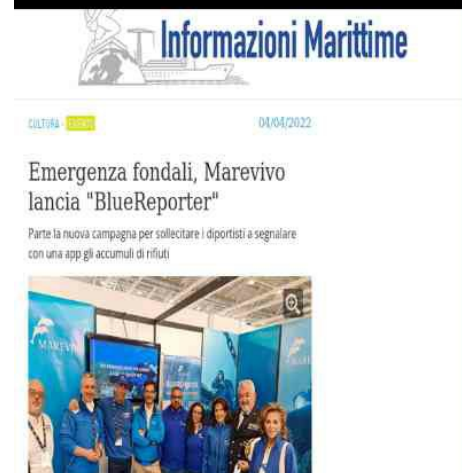 Informazioni Marittime
CULTURA - EVENTI 04/04/2022
Emergenza fondali, Marevivo
lancia "BlueReporter"
Parte la nuova campagna per sollecitare i diportisti a segnalare
con una app gli accumuli di rifiuti